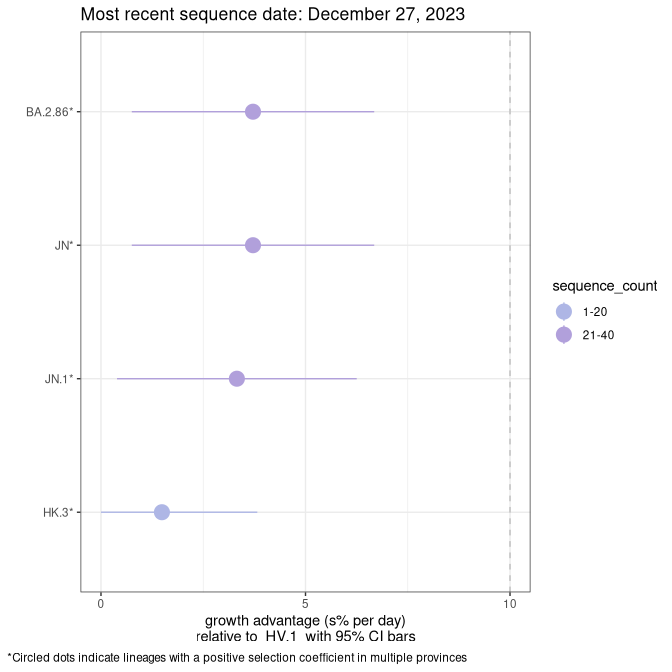 Most recent sequence date: December 27, 2023
BA.2.86*
JN*
JN.1*
HK.3*
0 5 10
growth advantage (s% per day)
relative to HV.1 with 95% CI bars
sequence_count
1-20
21-40
*Circled dots indicate lineages with a positive selection coefficient in multiple provinces